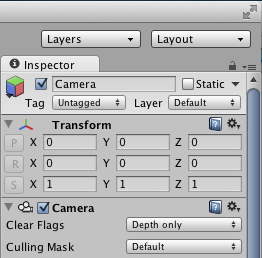 Layers Layout
Inspector
Camera Static
Tag Untagged Layer Default
Transform
P X 0 Y 0 Z 0
R X 0 Y 0 Z 0
S X 1 Y 1 Z 1
Camera
Clear Flags Depth only
Culling Mask Default